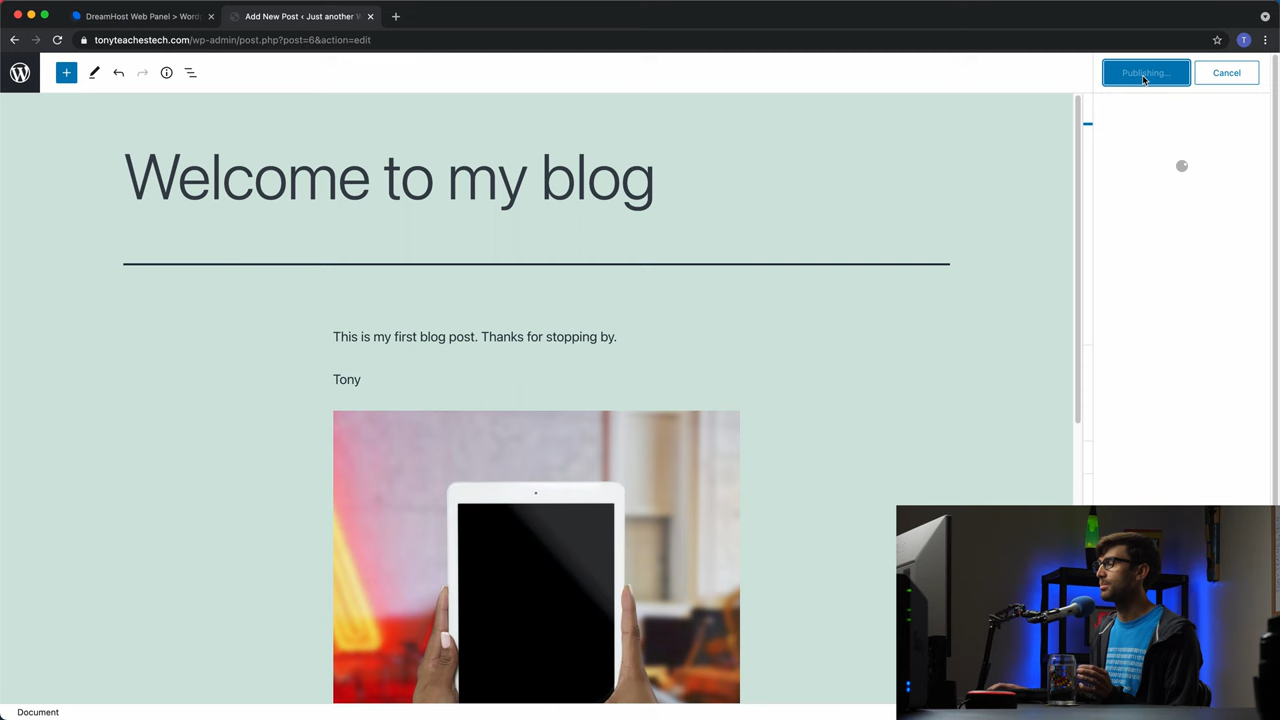 DreamHost Web Panel > Wordp
Add New Post ‹ Just another W
tonyteachestech.com/wp-admin/post.php?post=6&action=edit
T
Publishing...
Cancel
Welcome to my blog
This is my first blog post. Thanks for stopping by.
Tony
Document